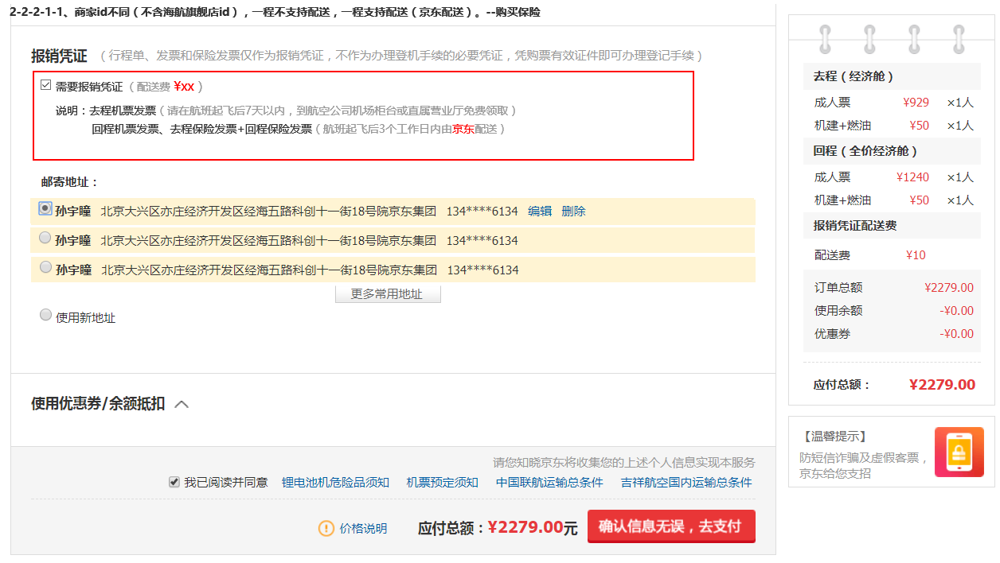 2-2-2-1-1、商家id不同（不含海航旗舰店id），一程不支持配送，一程支持配送（京东配送）。--购买保险
报销凭证 （ 行程单、发票和保险发票仅作为报销凭证，不作为办理登机手续的必要凭证，凭购票有效证件即可办理登记手续 ）
需要报销凭证 （ 配送费 ¥xx ）
说明：去程机票发票（ 请在航班起飞后7天以内，到航空公司机场柜台或直属营业厅免费领取 ）
回程机票发票、去程保险发票+回程保险发票（ 航班起飞后3个工作日内由京东配送 ）
邮寄地址：
孙宇曈 北京大兴区亦庄经济开发区经海五路科创十一街18号院京东集团 134****6134 编辑 删除
孙宇曈 北京大兴区亦庄经济开发区经海五路科创十一街18号院京东集团 134****6134
孙宇曈 北京大兴区亦庄经济开发区经海五路科创十一街18号院京东集团 134****6134
更多常用地址
使用新地址
使用优惠券/余额抵扣
请您知晓京东将收集您的上述个人信息实现本服务
我已阅读并同意 锂电池机危险品须知 机票预定须知 中国联航运输总条件 吉祥航空国内运输总条件
价格说明 应付总额：¥2279.00元 确认信息无误，去支付
去程（ 经济舱 ）
成人票 ¥929 ×1人
机建+燃油 ¥50 ×1人
回程（ 全价经济舱 ）
成人票 ¥1240 ×1人
机建+燃油 ¥50 ×1人
报销凭证配送费
配送费 ¥10
订单总额 ¥2279.00
使用余额 -¥0.00
优惠券 -¥0.00
应付总额： ¥2279.00
【温馨提示】
防短信诈骗及虚假客票，
京东给您支招